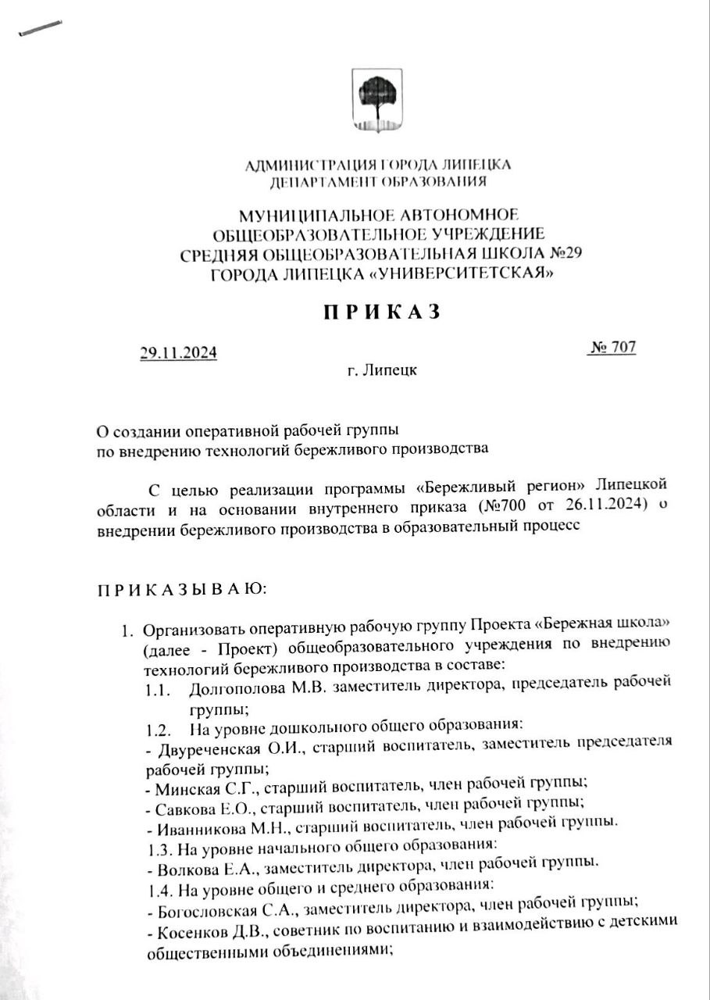 АДМИНИСТРАЦИЯ ГОРОДА ЛИПЕЦКА
ДЕПАРТАМЕНТ ОБРАЗОВАНИЯ
МУНИЦИПАЛЬНОЕ АВТОНОМНОЕ
ОБЩЕОБРАЗОВАТЕЛЬНОЕ УЧРЕЖДЕНИЕ
СРЕДНЯЯ ОБЩЕОБРАЗОВАТЕЛЬНАЯ ШКОЛА №29
ГОРОДА ЛИПЕЦКА «УНИВЕРСИТЕТСКАЯ»
П Р И К А З
29.11.2024 № 707
г. Липецк
О создании оперативной рабочей группы
по внедрению технологий бережливого производства
С целью реализации программы «Бережливый регион» Липецкой
области и на основании внутреннего приказа (№700 от 26.11.2024) о
внедрении бережливого производства в образовательный процесс
П Р И К А З Ы В А Ю:
1. Организовать оперативную рабочую группу Проекта «Бережная школа»
(далее - Проект) общеобразовательного учреждения по внедрению
технологий бережливого производства в составе:
1.1. Долгополова М.В. заместитель директора, председатель рабочей
группы;
1.2. На уровне дошкольного общего образования:
- Двуреченская О.И., старший воспитатель, заместитель председателя
рабочей группы;
- Минская С.Г., старший воспитатель, член рабочей группы;
- Савкова Е.О., старший воспитатель, член рабочей группы;
- Иванникова М.Н., старший воспитатель, член рабочей группы.
1.3. На уровне начального общего образования:
- Волкова Е.А., заместитель директора, член рабочей группы.
1.4. На уровне общего и среднего образования:
- Богословская С.А., заместитель директора, член рабочей группы;
- Косенков Д.В., советник по воспитанию и взаимодействию с детскими
общественными объединениями;